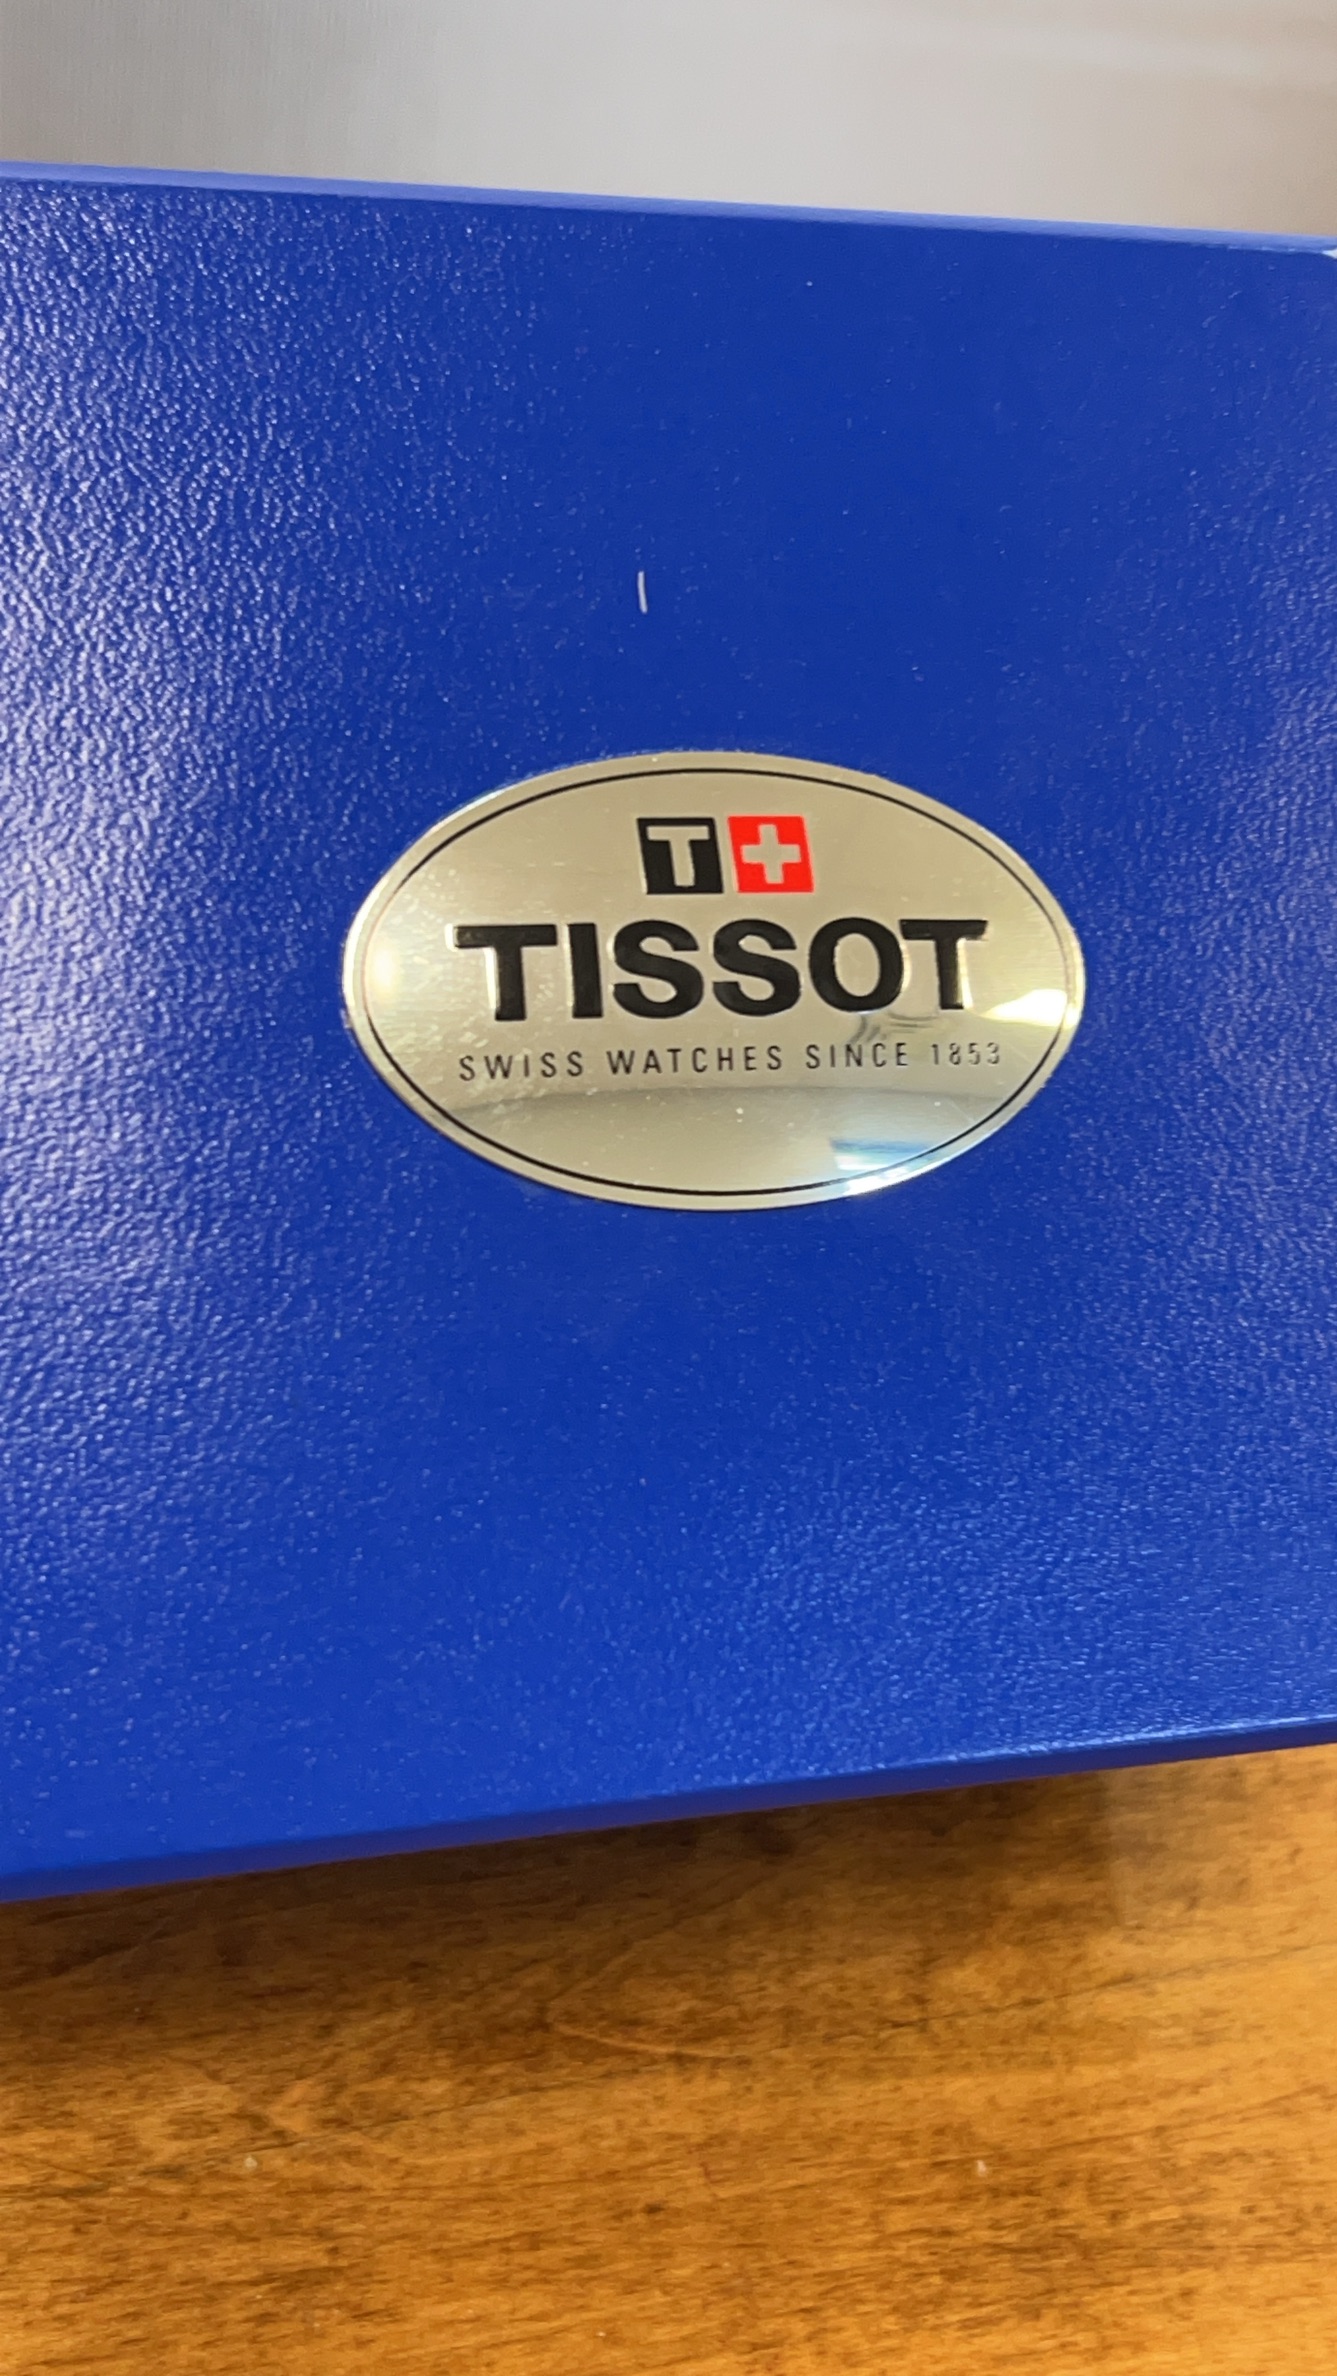 T+
TISSOT
SWISS WATCHES SINCE 1853